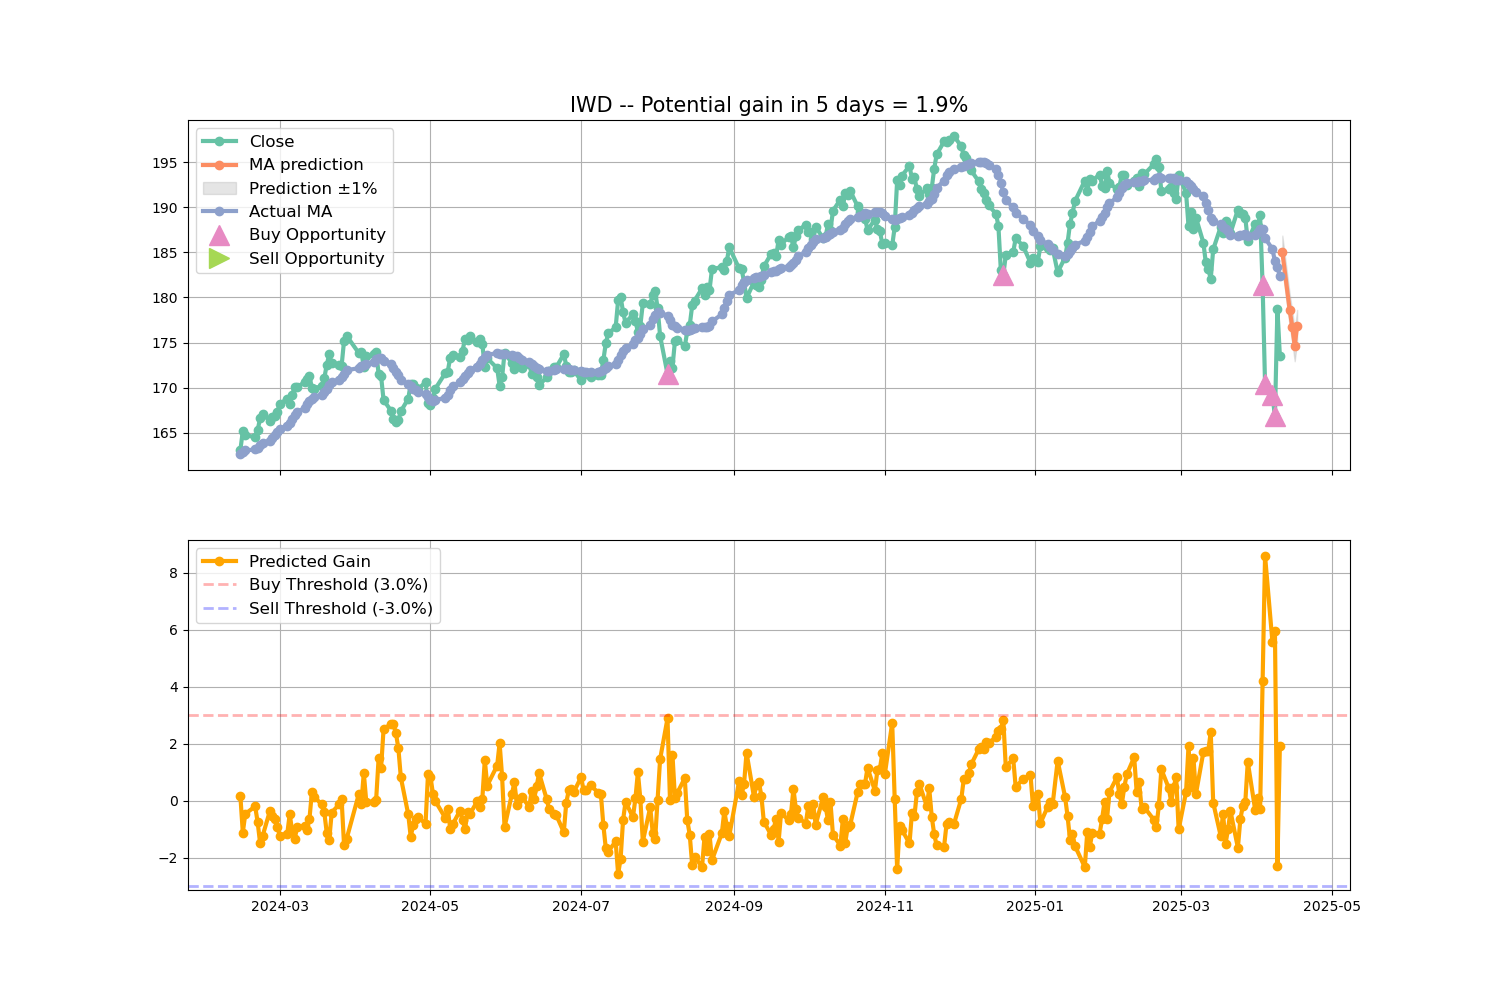 IWD -- Potential gain in 5 days = 1.9%
Close
MA prediction
Prediction ±1%
Actual MA
Buy Opportunity
Sell Opportunity
195
190
185
180
175
170
165
Predicted Gain
Buy Threshold (3.0%)
Sell Threshold (-3.0%)
8
6
4
2
0
−2
2024-03 2024-05 2024-07 2024-09 2024-11 2025-01 2025-03 2025-05